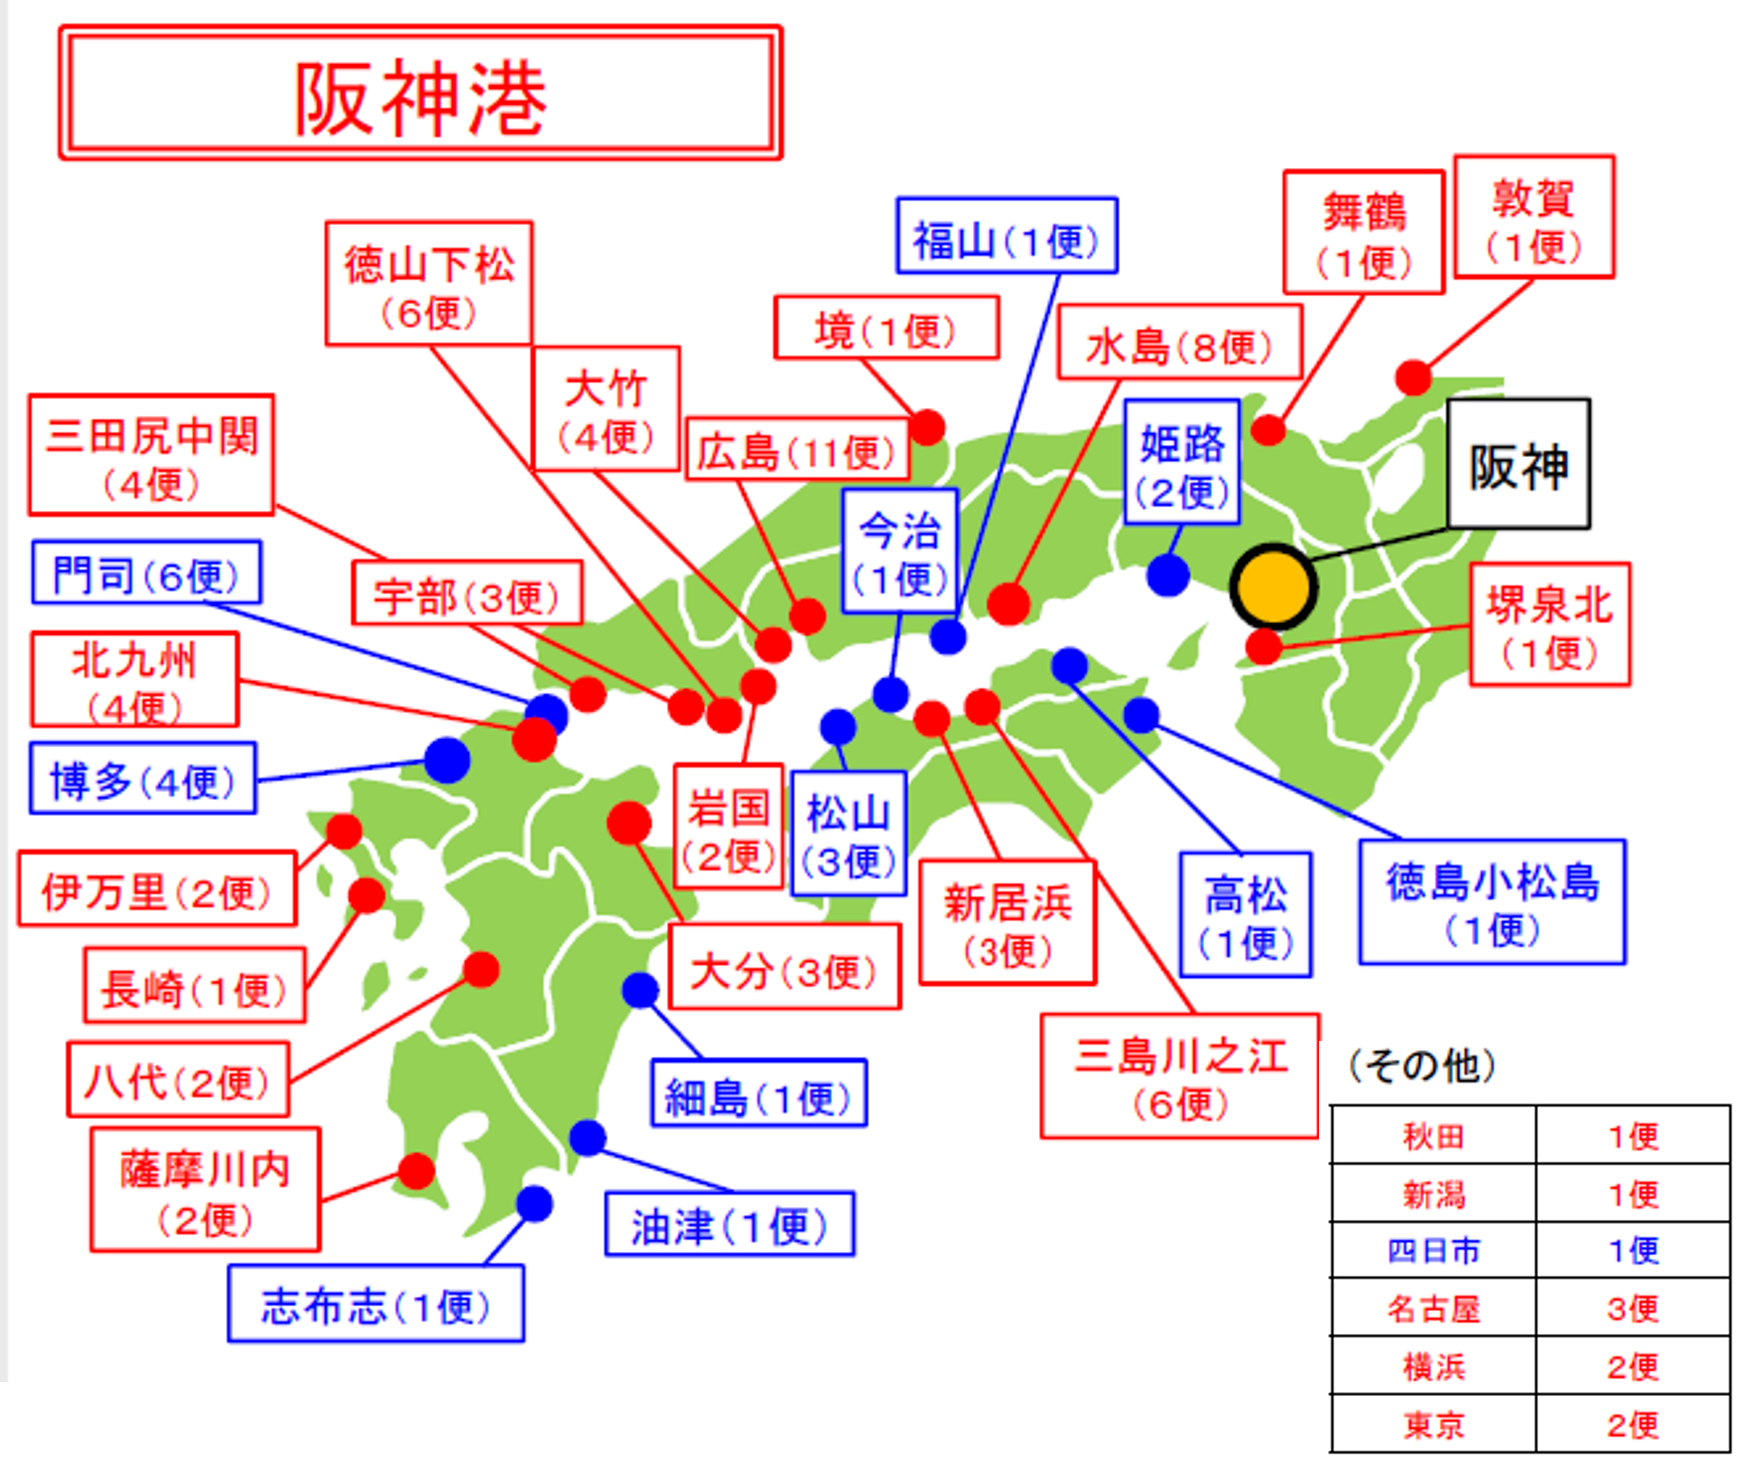 阪神港
敦賀
(1便)
舞鶴
(1便)
福山(1便)
徳山下松
(6便)
境(1便)
水島(8便)
大竹
(4便)
三田尻中関
(4便)
姫路
(2便)
阪神
広島(11便)
今治
(1便)
門司(6便)
宇部(3便)
堺泉北
(1便)
北九州
(4便)
博多(4便)
岩国
(2便)
松山
(3便)
伊万里(2便)
新居浜
(3便)
高松
(1便)
徳島小松島
(1便)
長崎(1便)
大分(3便)
八代(2便)
細島(1便)
三島川之江
(6便)
薩摩川内
(2便)
油津(1便)
志布志(1便)
(その他)
秋田 1便
新潟 1便
四日市 1便
名古屋 3便
横浜 2便
東京 2便